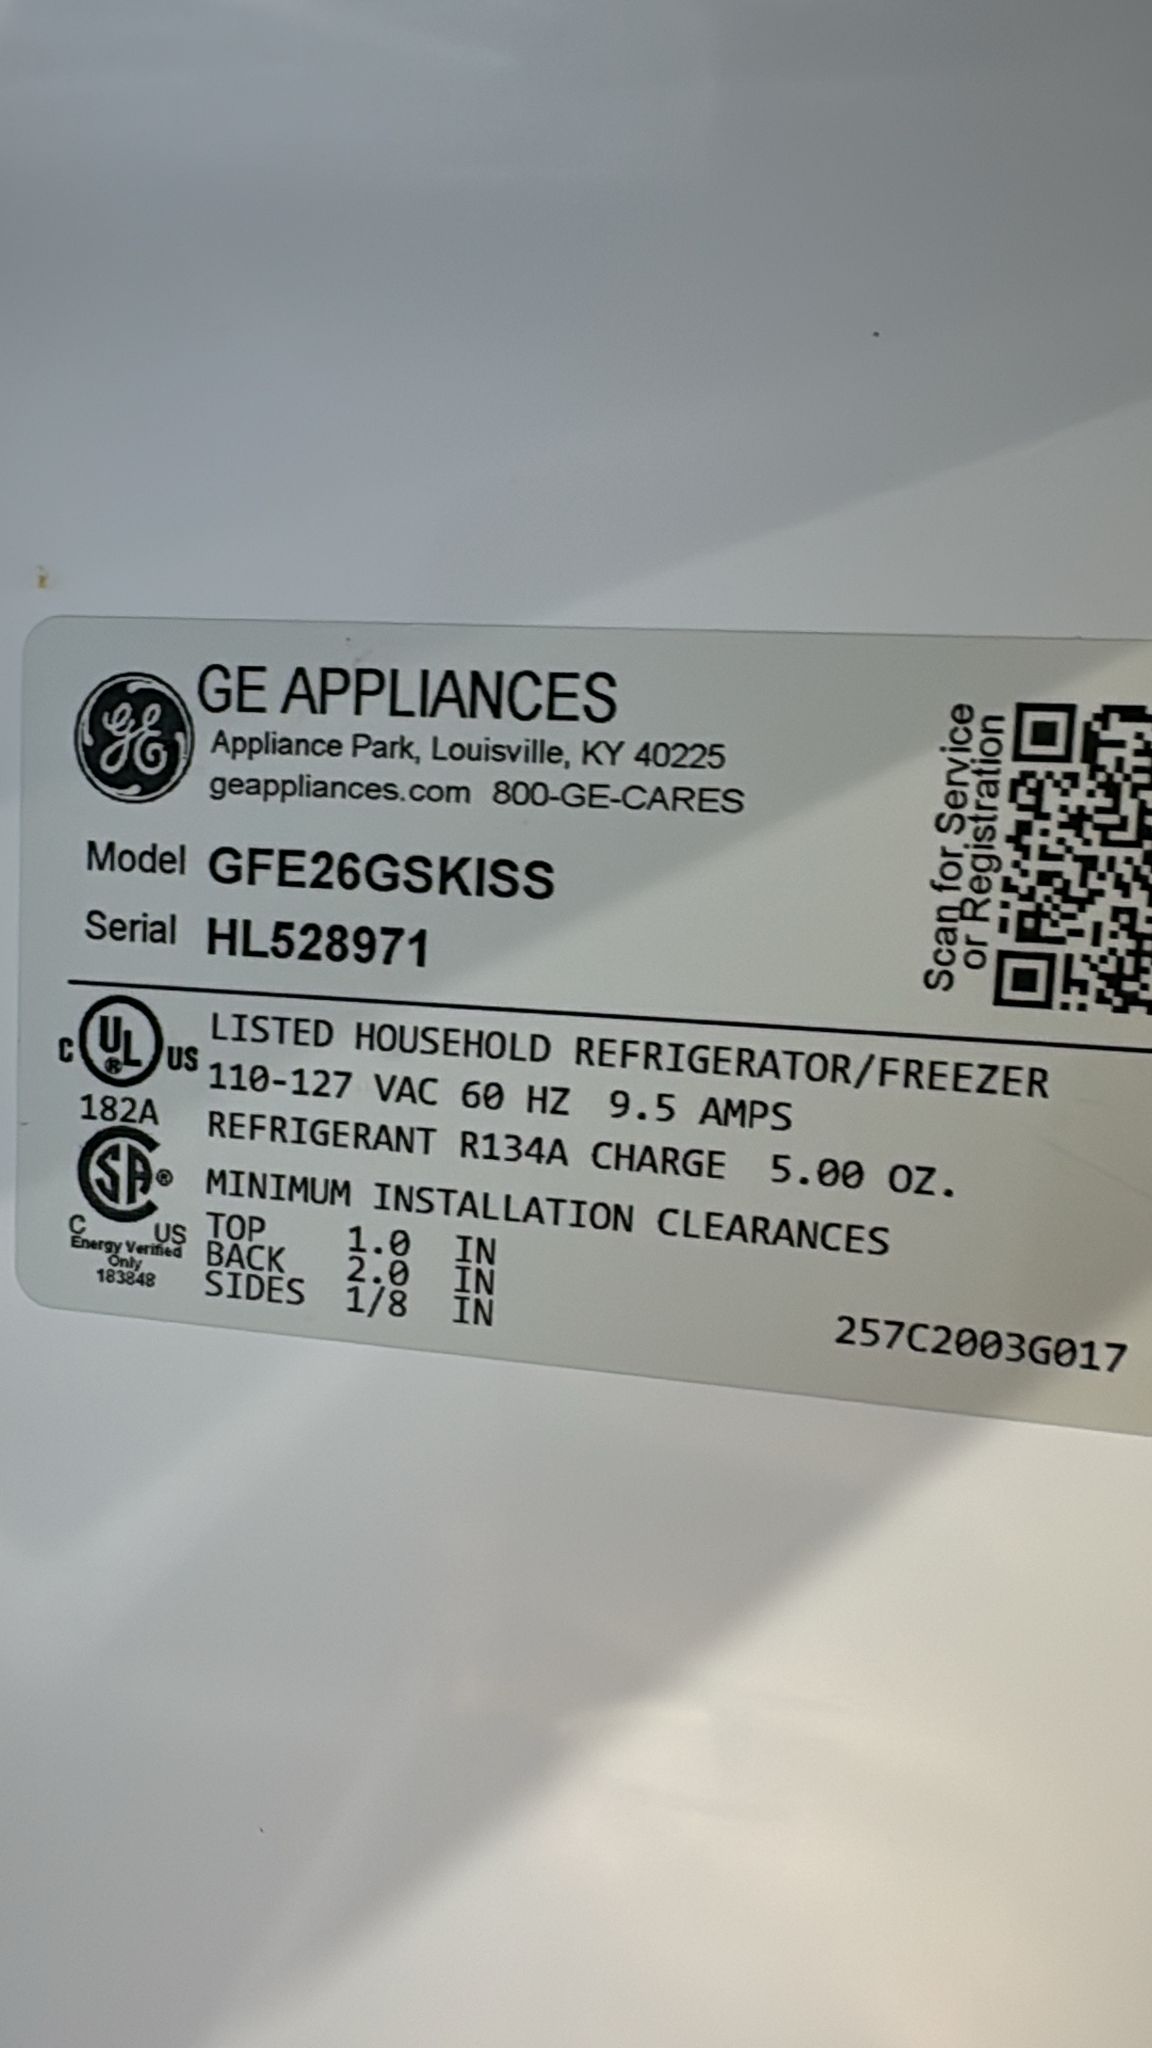 GE
GE APPLIANCES
Appliance Park, Louisville, KY 40225
geappliances.com 800-GE-CARES
Scan for Service
or Registration
Model GFE26GSKISS
Serial HL528971
C UL® US
182A
LISTED HOUSEHOLD REFRIGERATOR/FREEZER
110-127 VAC 60 HZ 9.5 AMPS
REFRIGERANT R134A CHARGE 5.00 OZ.
SA®
C US
Energy Verified
Only
183848
MINIMUM INSTALLATION CLEARANCES
TOP 1.0 IN
BACK 2.0 IN
SIDES 1/8 IN
257C2003G017